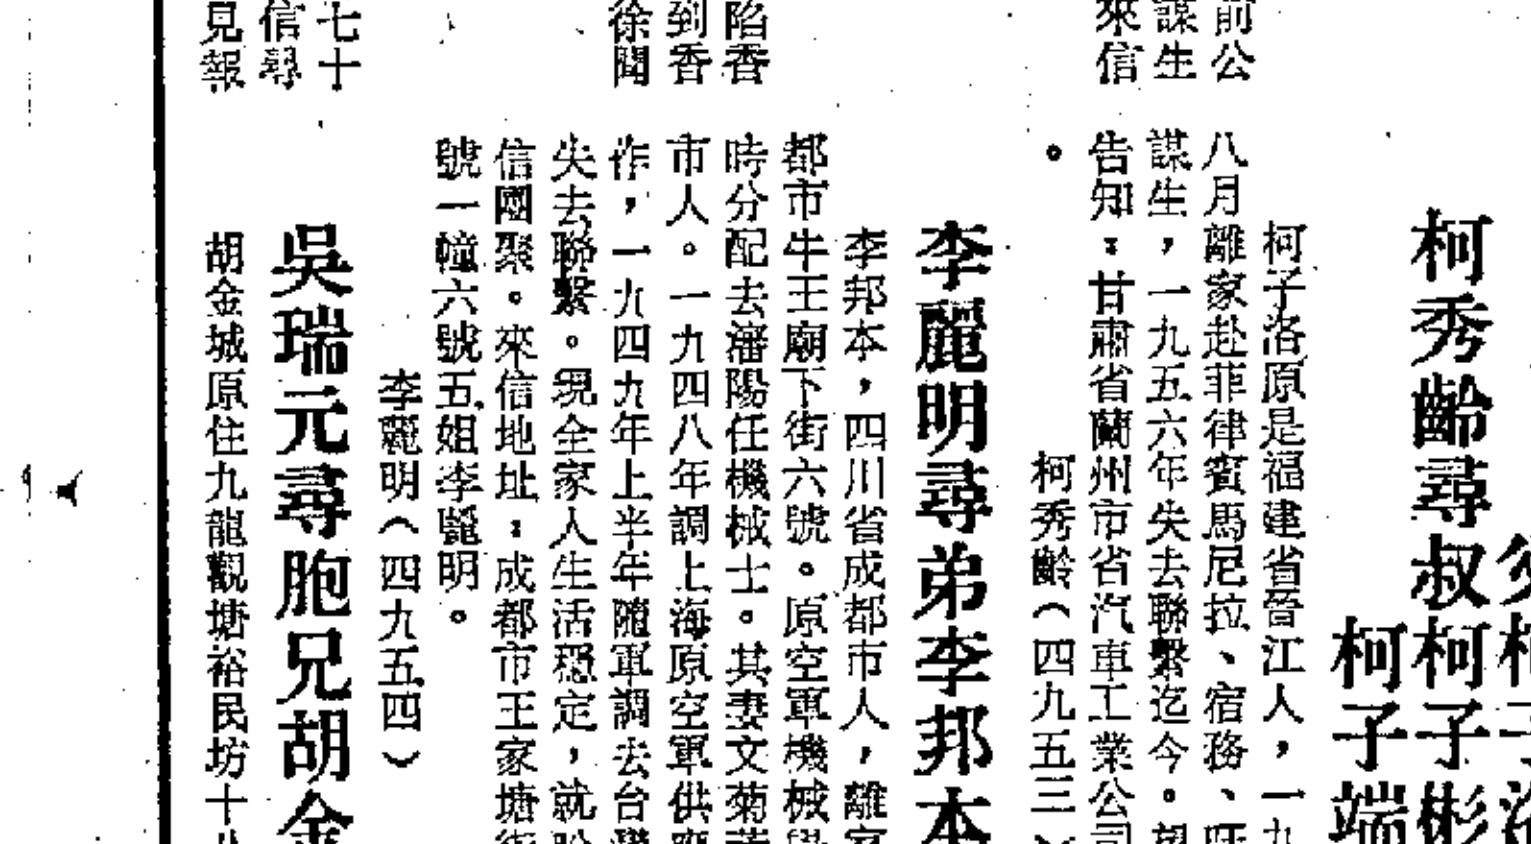 前公
謀生
來信
陷香
到香
徐聞
七十
信尋
見報
柯秀齡尋叔柯子彬
柯子端
柯子洛原是福建省晉江人，一九
八月離家赴菲律賓馬尼拉、宿務、旺
謀生，一九五六年失去聯繫迄今。望
告知：甘肅省蘭州市省汽車工業公司
。
柯秀齡（四九五三）
李麗明尋弟李邦本
李邦本，四川省成都市人，離家
都市牛王廟下街六號。原空軍機械
時分配去瀋陽任機械士。其妻文菊
市人。一九四八年調上海原空軍供應
作，一九四九年上半年隨軍調去台灣
失去聯繫。現全家人生活穩定，就盼
信團聚。來信地址：成都市王家塘街
號一幢六號五姐李麗明。
李麗明（四九五四）
吳瑞元尋胞兄胡金
胡金城原住九龍觀塘裕民坊十八